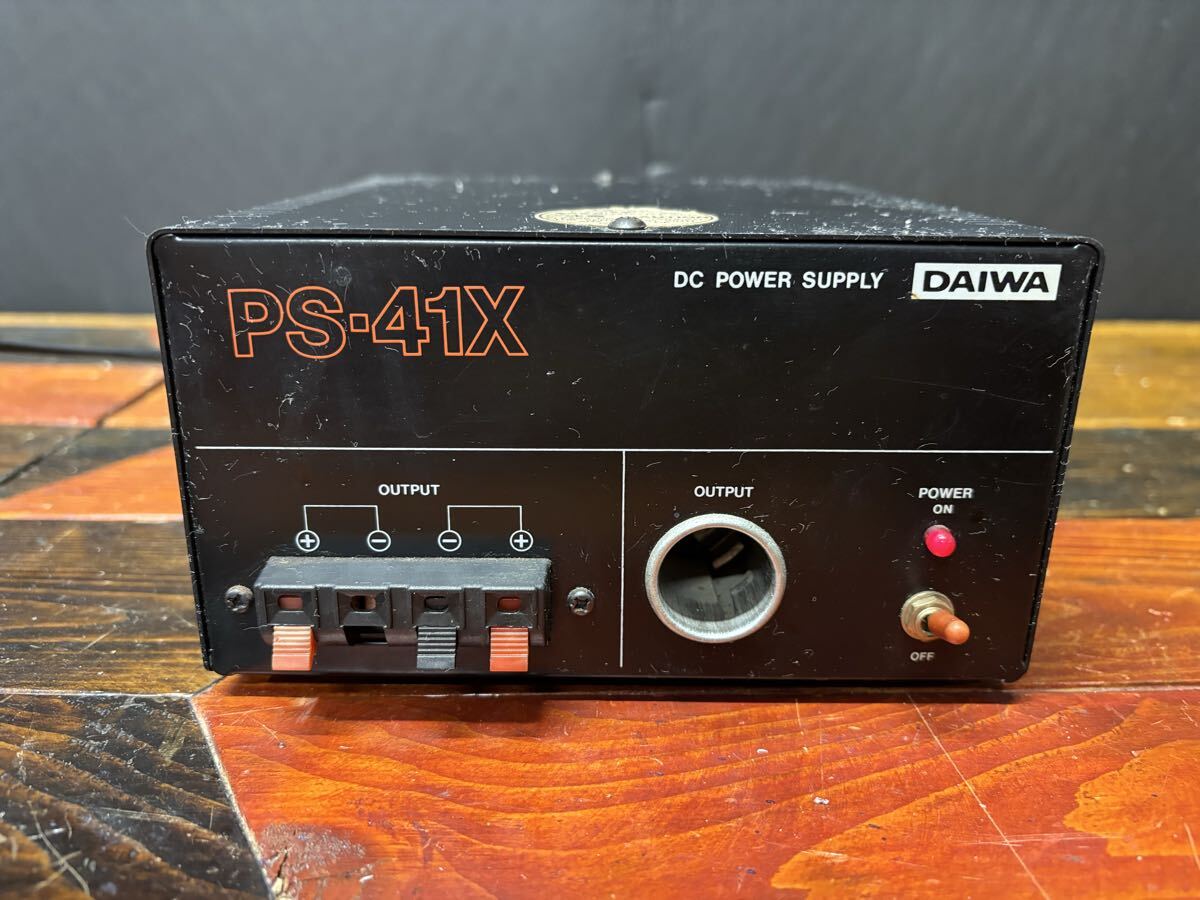 PS-41X
DC POWER SUPPLY
DAIWA
OUTPUT
+ - - +
OUTPUT
POWER
ON
OFF